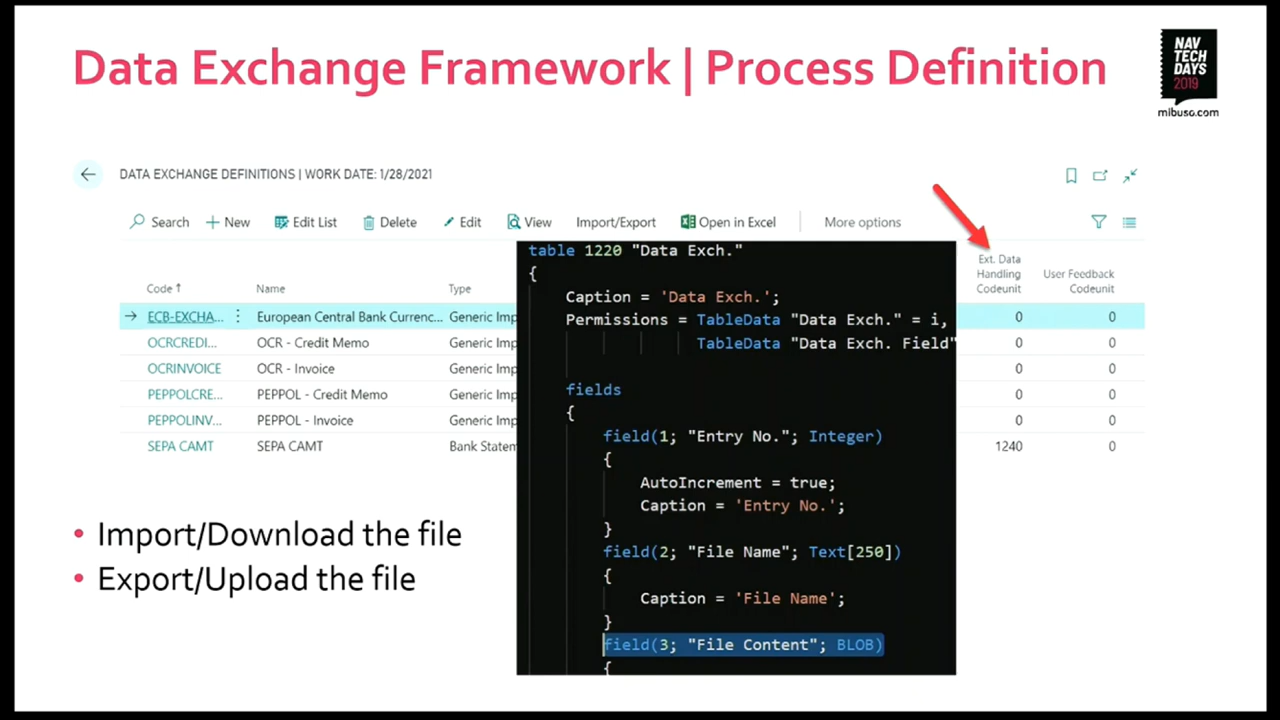 Data Exchange Framework | Process Definition
NAV
TECH
DAYS
2019
mibuso.com
DATA EXCHANGE DEFINITIONS | WORK DATE: 1/28/2021
Search New Edit List Delete Edit View Import/Export Open in Excel More options
Code ↑ Name Type Ext. Data Handling Codeunit User Feedback Codeunit
ECB-EXCHA... European Central Bank Currenc... Generic Imp 0 0
OCRCREDI... OCR - Credit Memo Generic Imp 0 0
OCRINVOICE OCR - Invoice Generic Imp 0 0
PEPPOLCRE... PEPPOL - Credit Memo Generic Imp 0 0
PEPPOLINV... PEPPOL - Invoice Generic Imp 0 0
SEPA CAMT SEPA CAMT Bank Statem 1240 0
table 1220 "Data Exch."
{
Caption = 'Data Exch.';
Permissions = TableData "Data Exch." = i,
TableData "Data Exch. Field"
fields
{
field(1; "Entry No."; Integer)
{
AutoIncrement = true;
Caption = 'Entry No.';
}
field(2; "File Name"; Text[250])
{
Caption = 'File Name';
}
field(3; "File Content"; BLOB)
{
• Import/Download the file
• Export/Upload the file